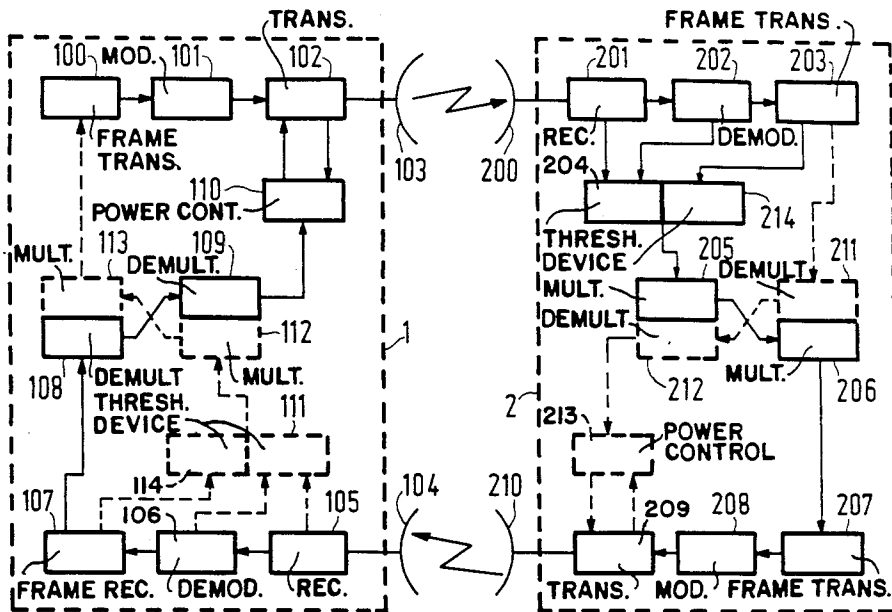 TRANS.
FRAME TRANS.
100 MOD. 101 102
201 202 203
FRAME
TRANS.
REC. DEMOD.
103 200
204
110
POWER CONT.
214
THRESH.
DEVICE
MULT. 113 109
DEMULT.
205 211
MULT. DEMULT.
DEMULT.
112
1
108
DEMULT MULT.
212 MULT. 206
2
THRESH.
DEVICE 111
213 POWER
CONTROL
114
107 106 105 104 210 209 208 207
FRAME REC. DEMOD. REC.
TRANS. MOD. FRAME TRANS.